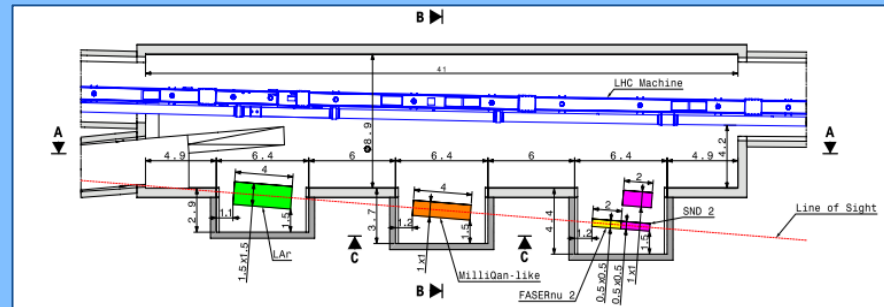 B
41
LHC Machine
A
A
8.9
4.2
4.9
6.4
6
6.4
6
6.4
4.9
4
4
2
2
SND 2
Line of Sight
2.9
1.1
1.5
3.7
1.2
1.5
4.4
1.2
1.5
1.5x1.5
LAr
1x1
C
C
MilliQan-like
0.5x0.5
0.5x0.5
1x1
FASERnu 2
B